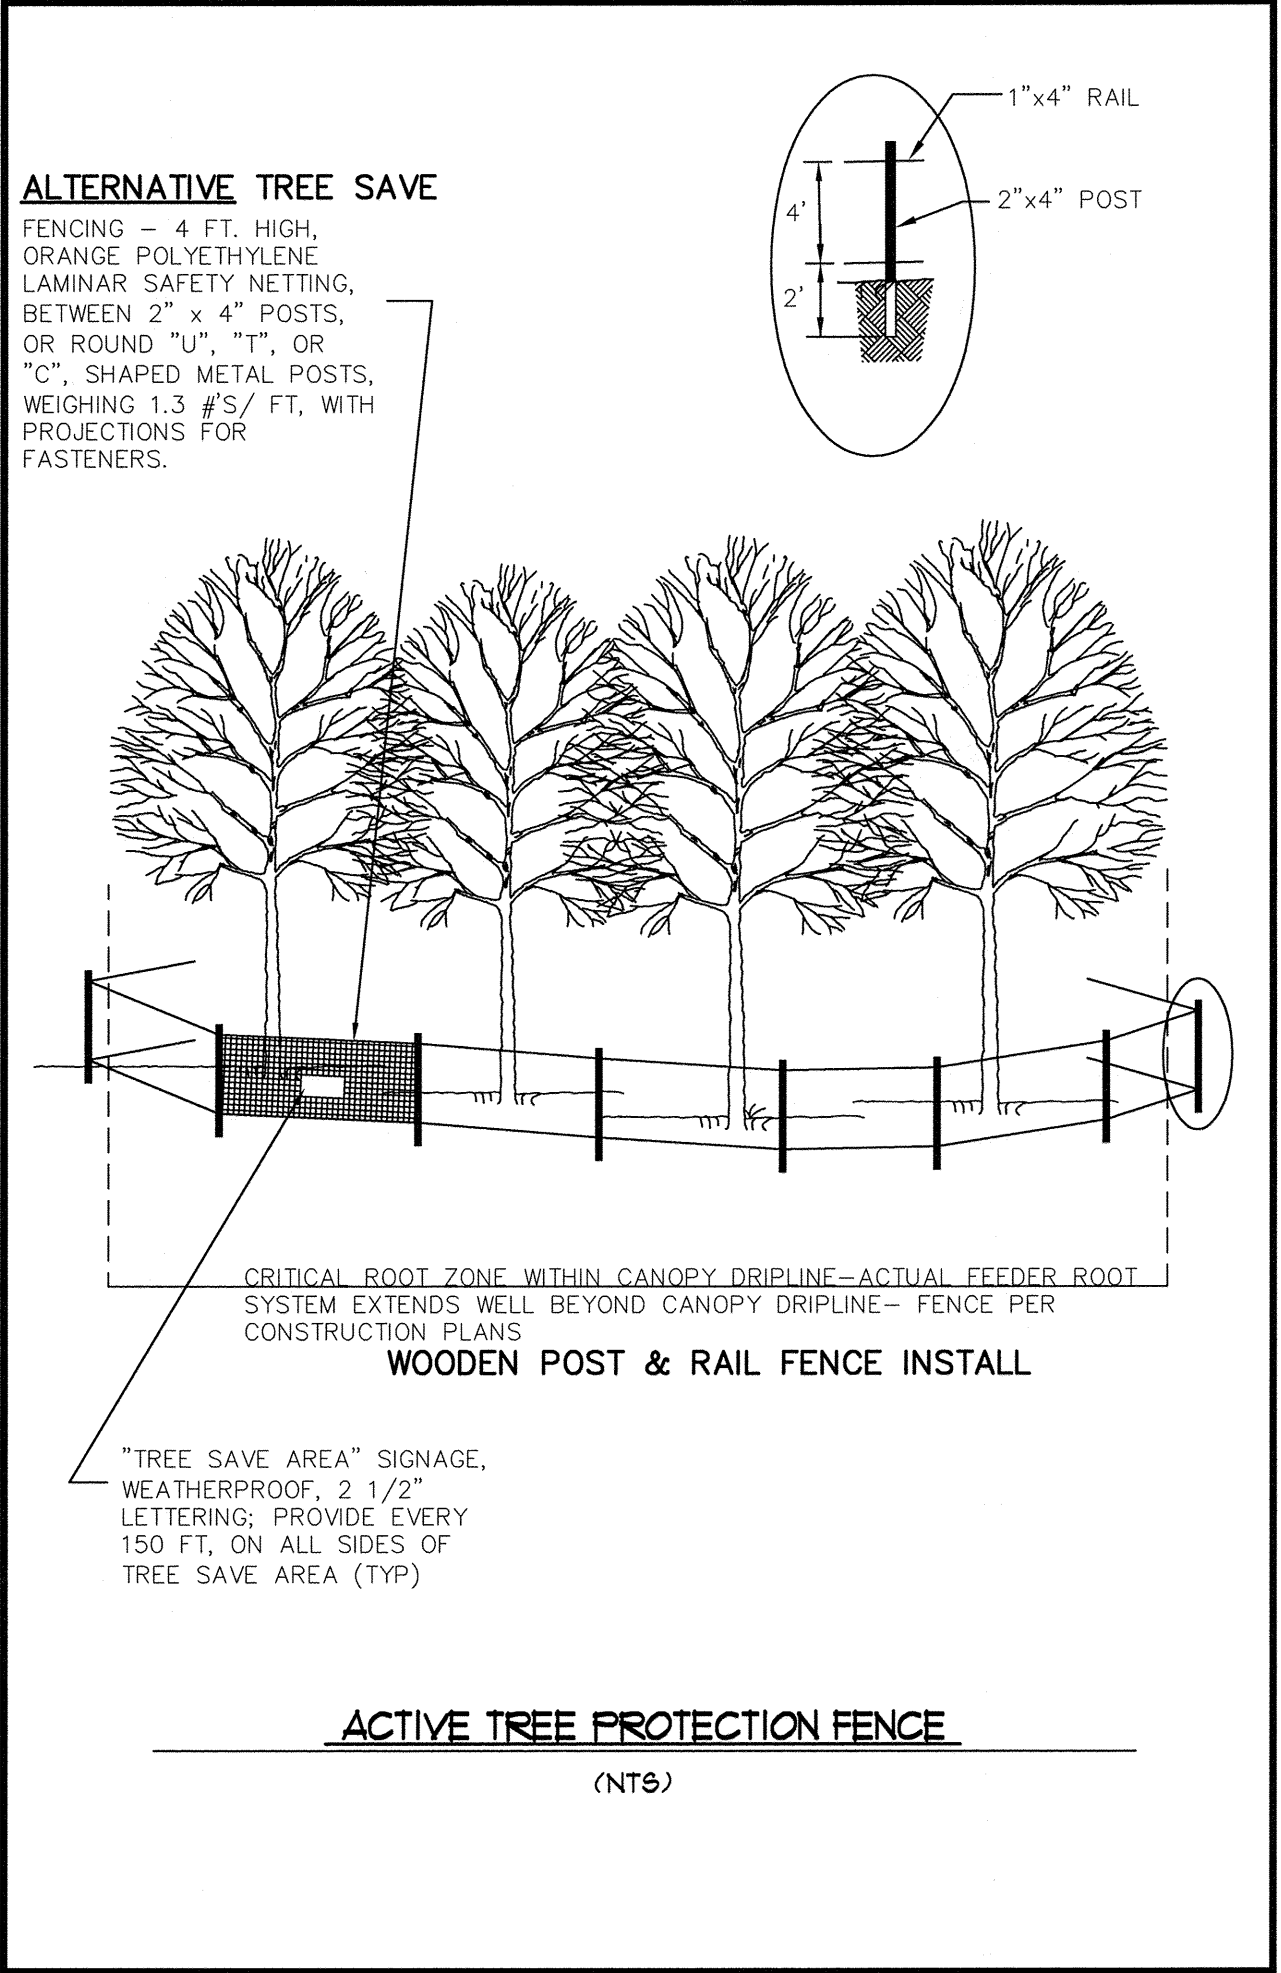 1"x4" RAIL
2"x4" POST
4'
2'
ALTERNATIVE TREE SAVE
FENCING – 4 FT. HIGH,
ORANGE POLYETHYLENE
LAMINAR SAFETY NETTING,
BETWEEN 2" x 4" POSTS,
OR ROUND "U", "T", OR
"C", SHAPED METAL POSTS,
WEIGHING 1.3 #'S/ FT, WITH
PROJECTIONS FOR
FASTENERS.
CRITICAL ROOT ZONE WITHIN CANOPY DRIPLINE–ACTUAL FEEDER ROOT
SYSTEM EXTENDS WELL BEYOND CANOPY DRIPLINE– FENCE PER
CONSTRUCTION PLANS
WOODEN POST & RAIL FENCE INSTALL
"TREE SAVE AREA" SIGNAGE,
WEATHERPROOF, 2 1/2"
LETTERING; PROVIDE EVERY
150 FT, ON ALL SIDES OF
TREE SAVE AREA (TYP)
ACTIVE TREE PROTECTION FENCE
(NTS)